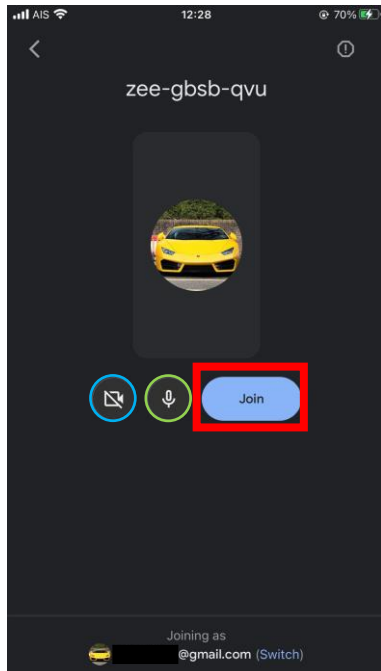 AIS 12:28 70%
zee-gbsb-qvu
Join
Joining as
@gmail.com (Switch)